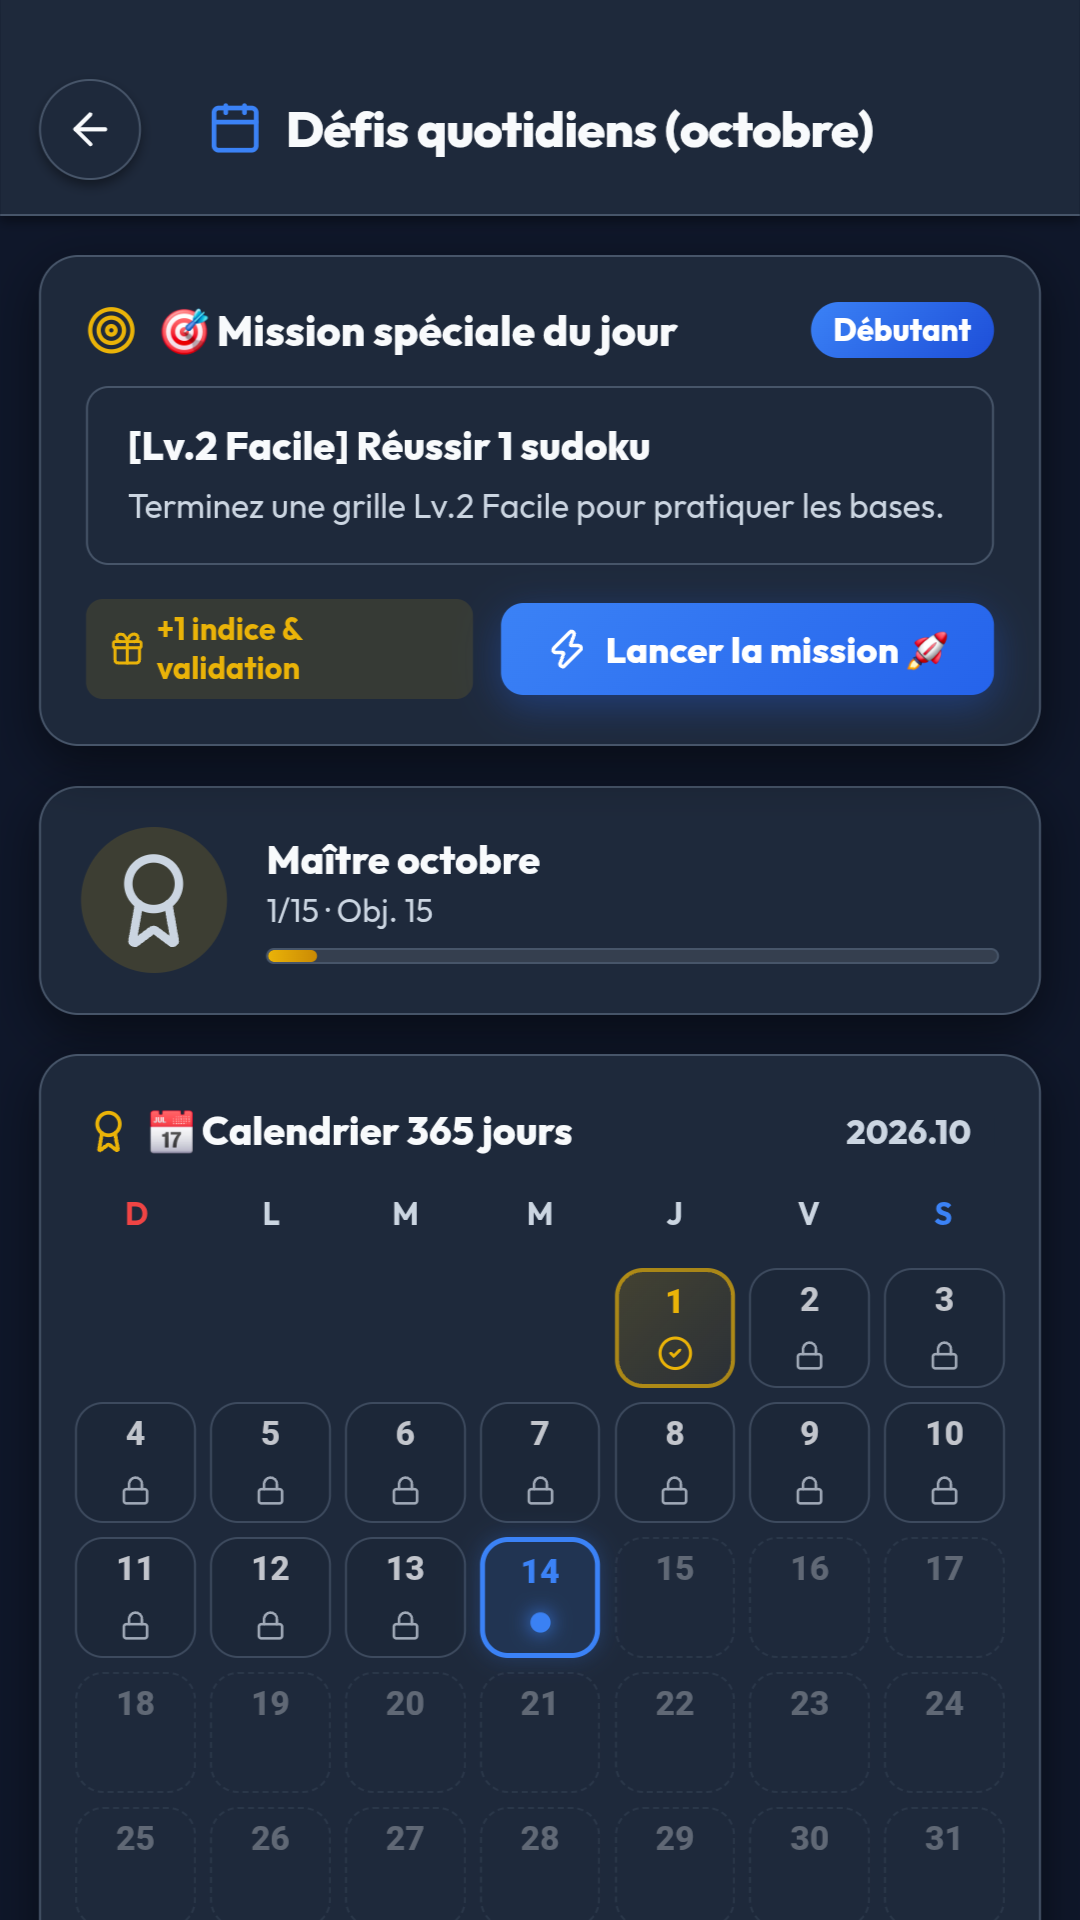 Défis quotidiens (octobre)
🎯 Mission spéciale du jour
Débutant
[Lv.2 Facile] Réussir 1 sudoku
Terminez une grille Lv.2 Facile pour pratiquer les bases.
+1 indice &
validation
Lancer la mission 🚀
Maître octobre
1/15 · Obj. 15
📅 Calendrier 365 jours
2026.10
D L M M J V S
1 2 3
4 5 6 7 8 9 10
11 12 13 14 15 16 17
18 19 20 21 22 23 24
25 26 27 28 29 30 31